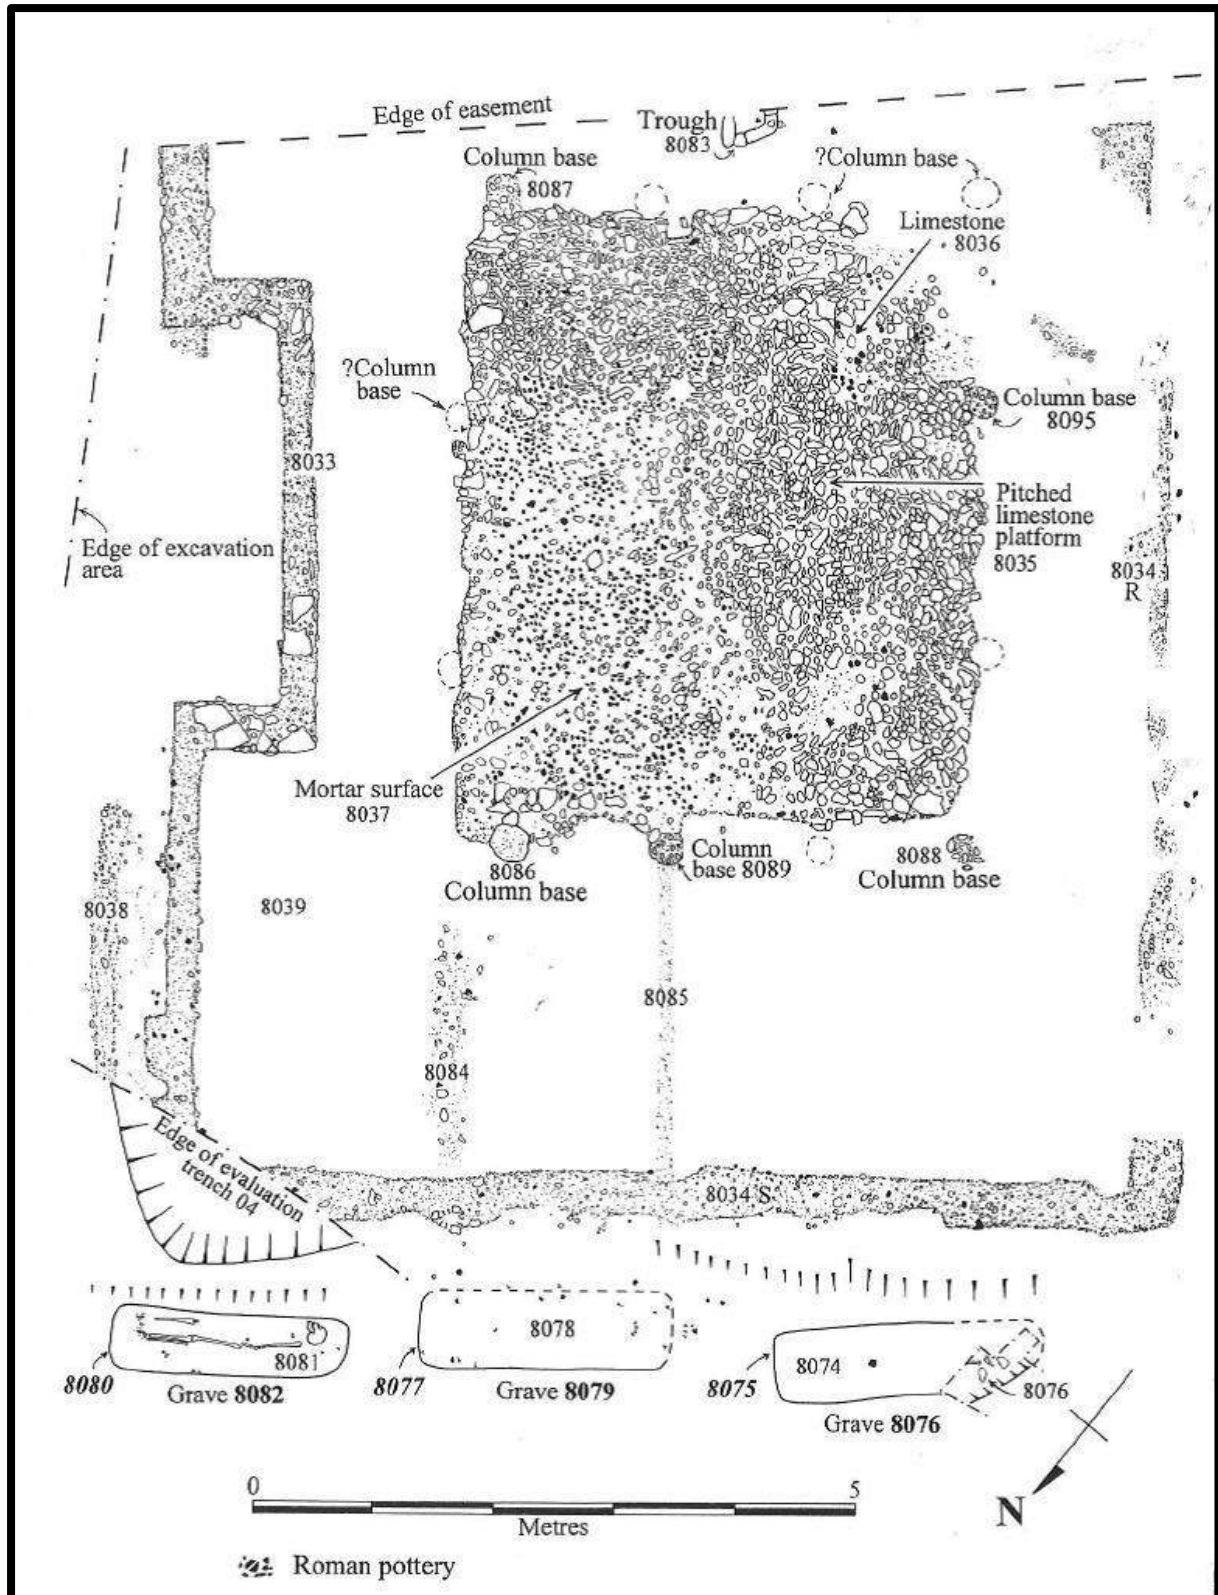 Edge of easement
Trough
8083
Column base
8087
?Column base
Limestone
8036
?Column
base
Column base
8095
8033
Pitched
limestone
platform
8035
Edge of excavation
area
8034
R
Mortar surface
8037
8086
Column base
Column
base 8089
8088
Column base
8038
8039
8085
8084
Edge of evaluation
trench 04
8034 S
8078
8081
8074
8076
8080
Grave 8082
8077
Grave 8079
8075
Grave 8076
N
0
5
Metres
Roman pottery